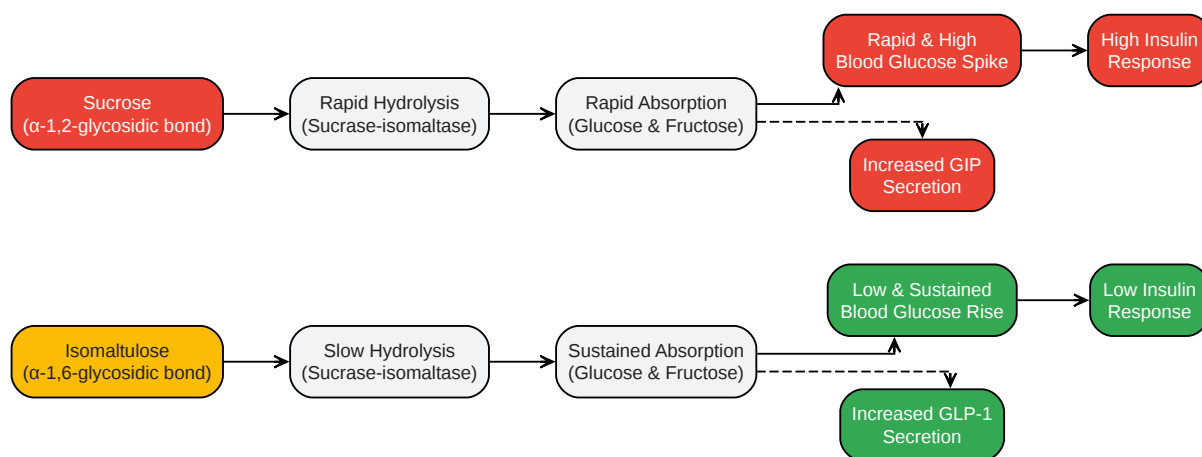 Sucrose
(α-1,2-glycosidic bond)
Rapid Hydrolysis
(Sucrase-isomaltase)
Rapid Absorption
(Glucose & Fructose)
Rapid & High
Blood Glucose Spike
High Insulin
Response
Increased GIP
Secretion
Isomaltulose
(α-1,6-glycosidic bond)
Slow Hydrolysis
(Sucrase-isomaltase)
Sustained Absorption
(Glucose & Fructose)
Low & Sustained
Blood Glucose Rise
Low Insulin
Response
Increased GLP-1
Secretion